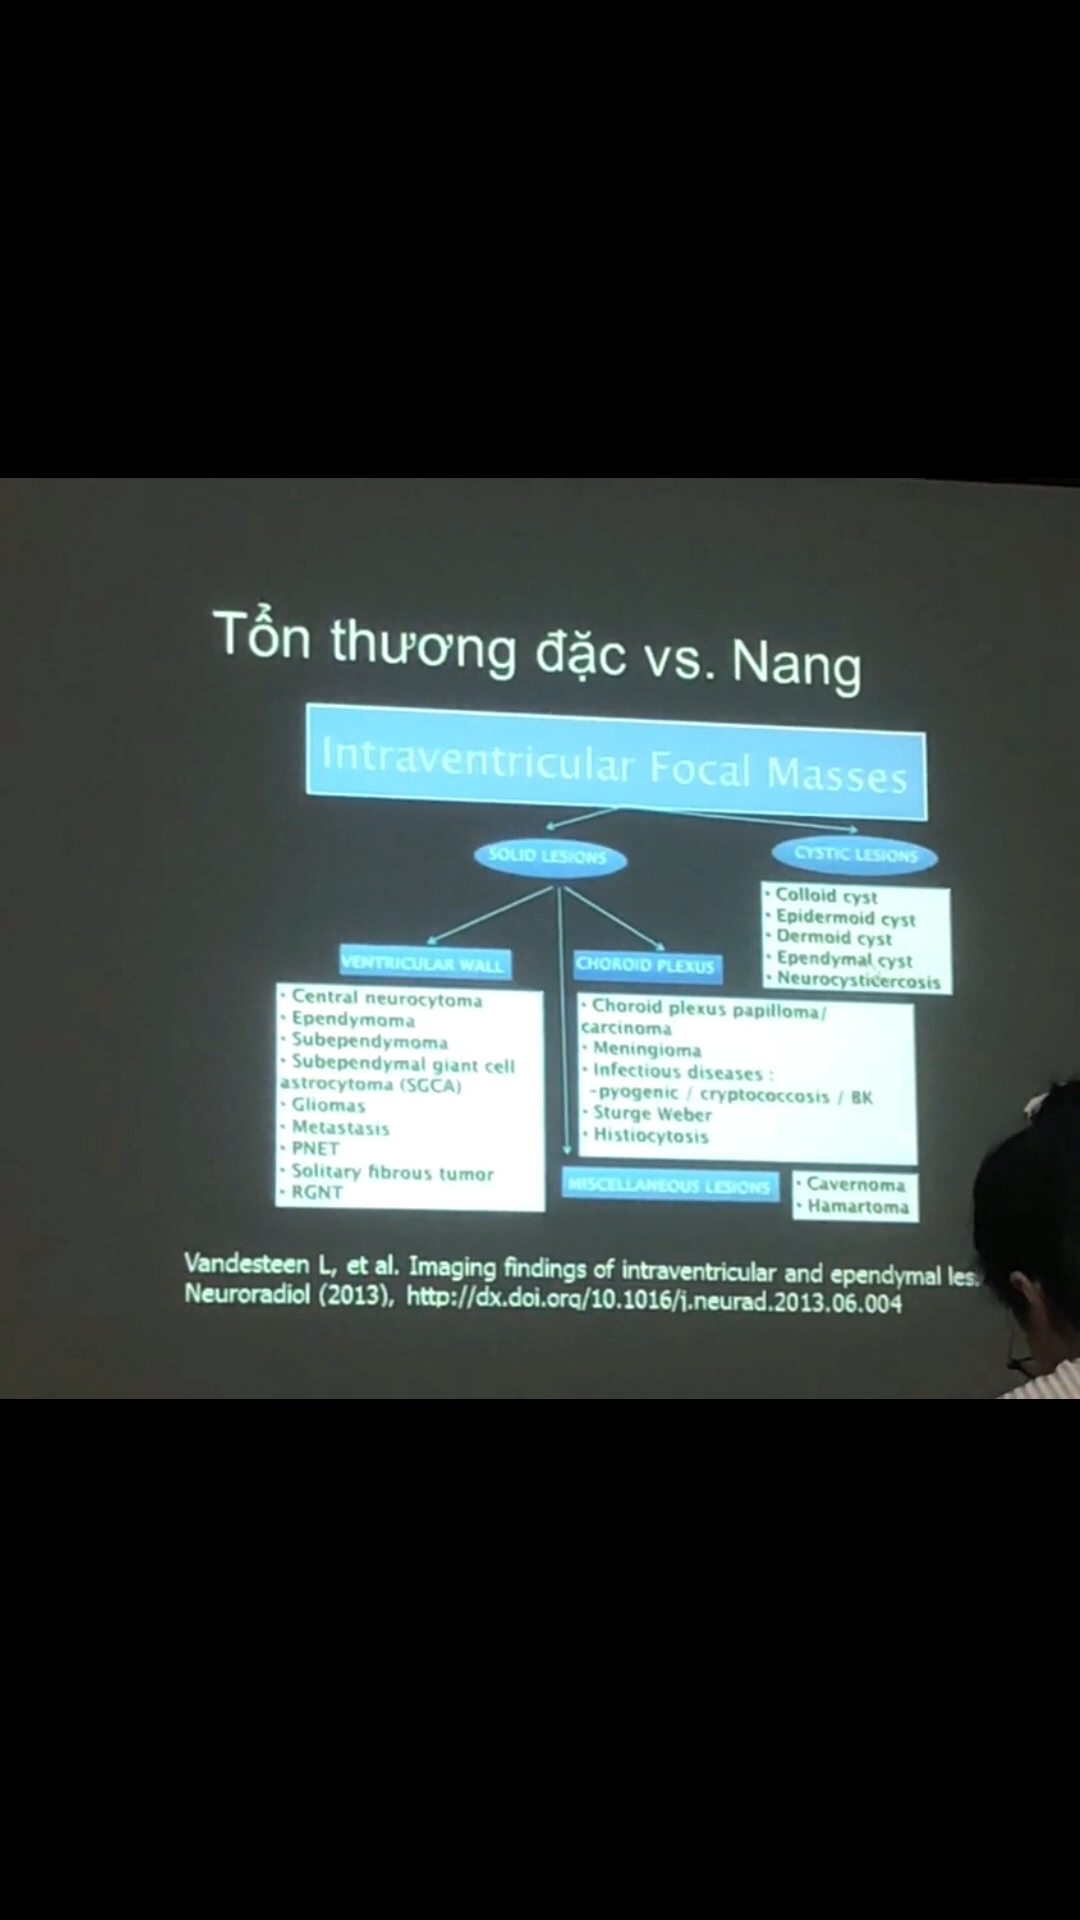 Tổn thương đặc vs. Nang
Intraventricular Focal Masses
SOLID LESIONS
CYSTIC LESIONS
• Colloid cyst
• Epidermoid cyst
• Dermoid cyst
• Ependymal cyst
• Neurocysticercosis
VENTRICULAR WALL
• Central neurocytoma
• Ependymoma
• Subependymoma
• Subependymal giant cell
astrocytoma (SGCA)
• Gliomas
• Metastasis
• PNET
• Solitary fibrous tumor
• RGNT
CHOROID PLEXUS
• Choroid plexus papilloma/
carcinoma
• Meningioma
• Infectious diseases :
-pyogenic / cryptococcosis / BK
• Sturge Weber
• Histiocytosis
MISCELLANEOUS LESIONS
• Cavernoma
• Hamartoma
Vandesteen L, et al. Imaging findings of intraventricular and ependymal les
Neuroradiol (2013), http://dx.doi.org/10.1016/j.neurad.2013.06.004